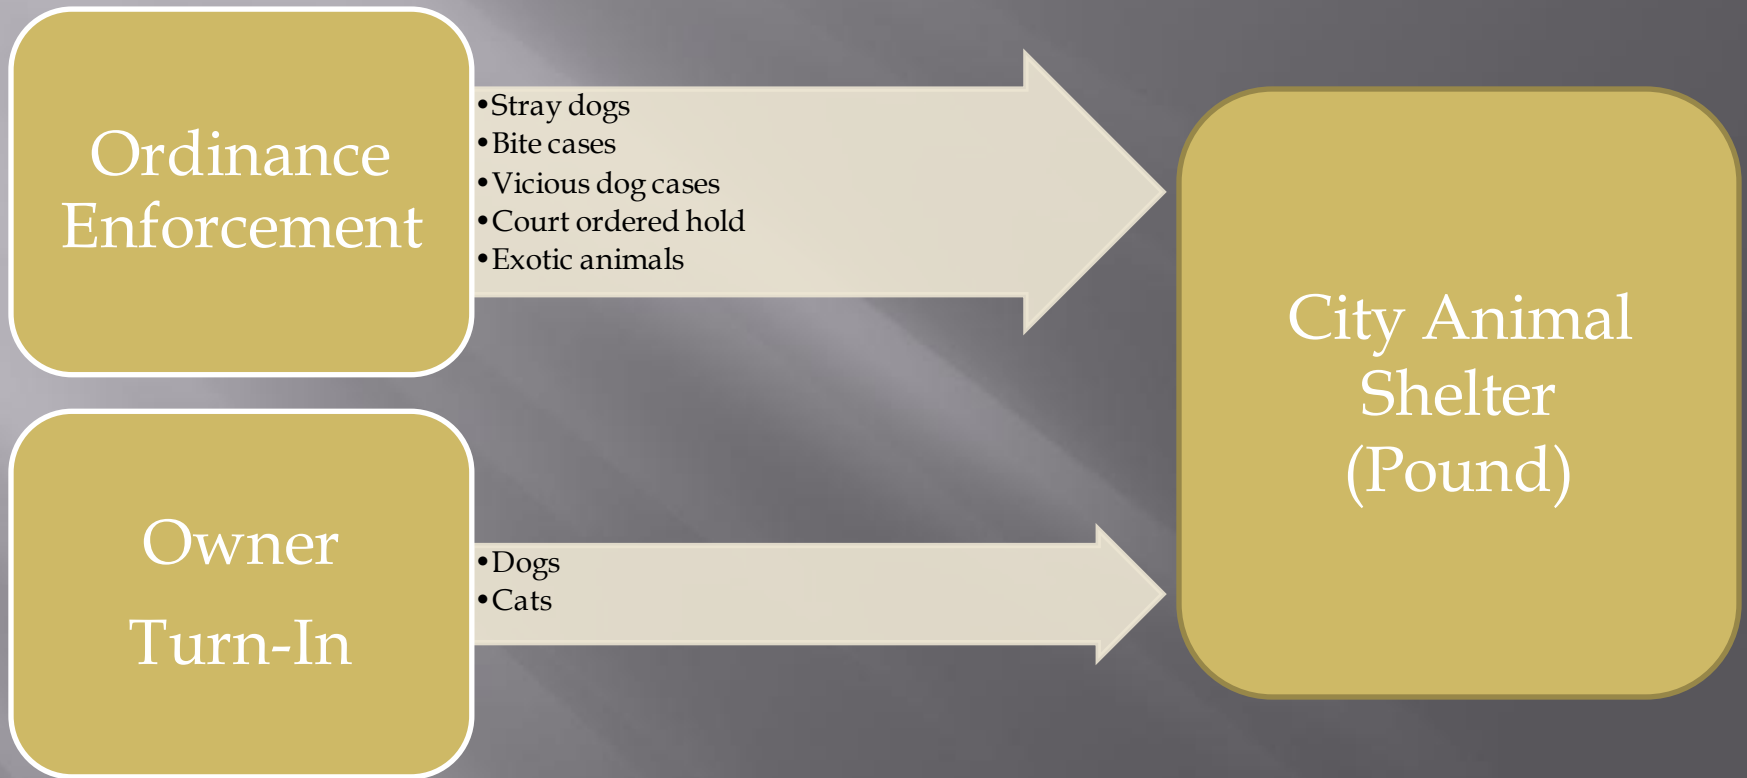 Ordinance
Enforcement
•Stray dogs
•Bite cases
•Vicious dog cases
•Court ordered hold
•Exotic animals
Owner
Turn-In
•Dogs
•Cats
City Animal
Shelter
(Pound)